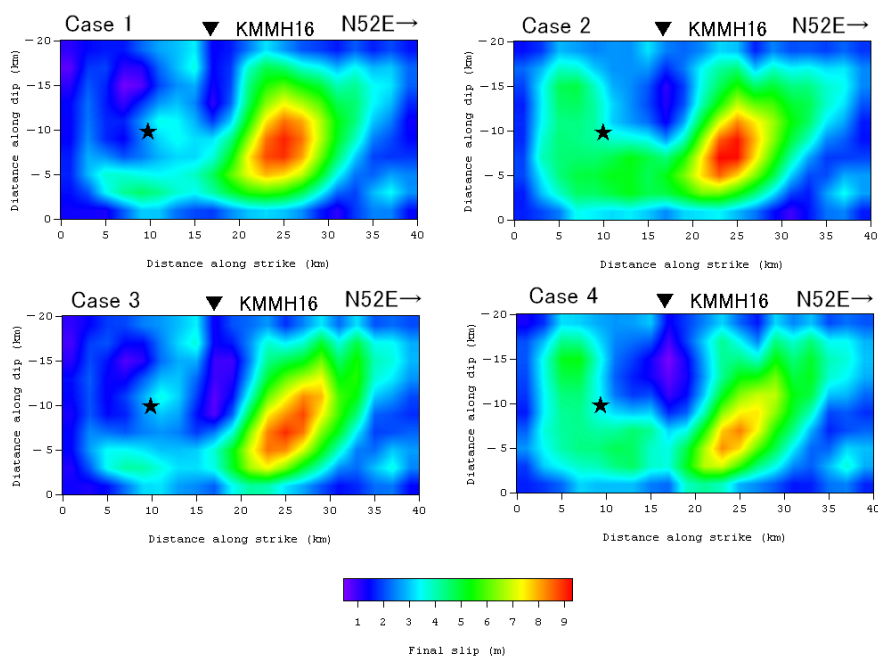 Case 1 ▼ KMMH16 N52E→
－20
－15
－10
－5
0
Diatance along dip (km)
0 5 10 15 20 25 30 35 40
Distance along strike (km)
Case 2 ▼ KMMH16 N52E→
－20
－15
－10
－5
0
Diatance along dip (km)
0 5 10 15 20 25 30 35 40
Distance along strike (km)
Case 3 ▼ KMMH16 N52E→
－20
－15
－10
－5
0
Diatance along dip (km)
0 5 10 15 20 25 30 35 40
Distance along strike (km)
Case 4 ▼ KMMH16 N52E→
－20
－15
－10
－5
0
Diatance along dip (km)
0 5 10 15 20 25 30 35 40
Distance along strike (km)
1 2 3 4 5 6 7 8 9
Final slip (m)